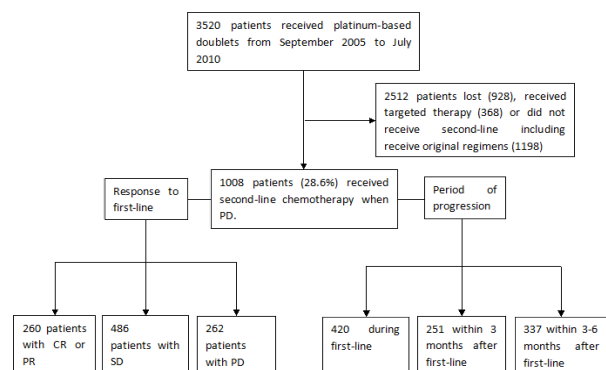 3520 patients received platinum-based
doublets from September 2005 to July
2010
2512 patients lost (928), received
targeted therapy (368) or did not
receive second-line including
receive original regimens (1198)
Response to
first-line
1008 patients (28.6%) received
second-line chemotherapy when
PD.
Period of
progression
260 patients
with CR or
PR
486
patients with
SD
262
patients
with PD
420 during
first-line
251 within 3
months after
first-line
337 within 3-6
months after
first-line